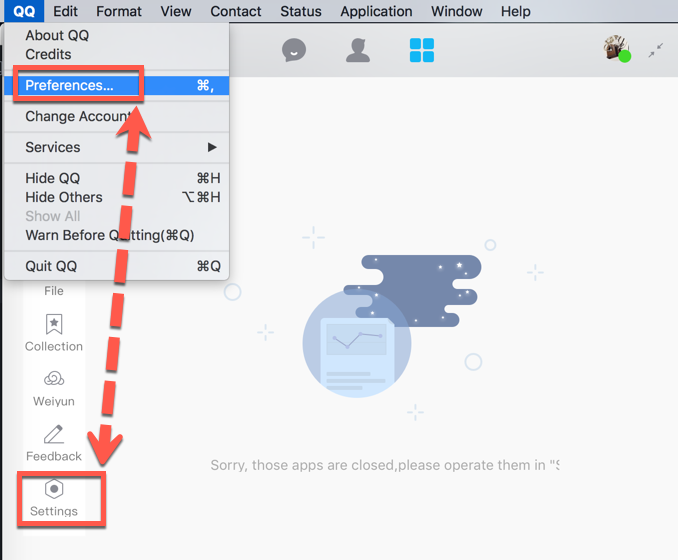 QQ Edit Format View Contact Status Application Window Help
About QQ
Credits
Preferences... ⌘,
Change Account
Services
Hide QQ ⌘H
Hide Others ⌥⌘H
Show All
Warn Before Quitting(⌘Q)
Quit QQ ⌘Q
File
Collection
Weiyun
Feedback
Settings
Sorry, those apps are closed,please operate them in "S